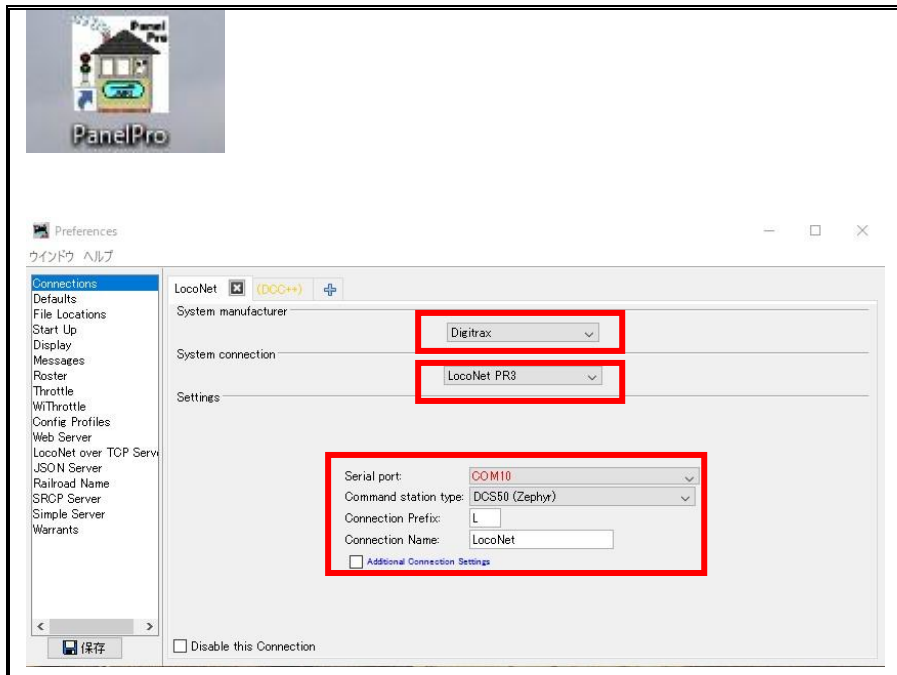 Panel
Pro
PanelPro
Preferences
ウインドウ ヘルプ
Connections
Defaults
File Locations
Start Up
Display
Messages
Roster
Throttle
WiThrottle
Config Profiles
Web Server
LocoNet over TCP Serv
JSON Server
Railroad Name
SRCP Server
Simple Server
Warrants
保存
LocoNet (DCC++)
System manufacturer
Digitrax
System connection
LocoNet PR3
Settings
Serial port: COM10
Command station type: DCS50 (Zephyr)
Connection Prefix: L
Connection Name: LocoNet
Additional Connection Settings
Disable this Connection